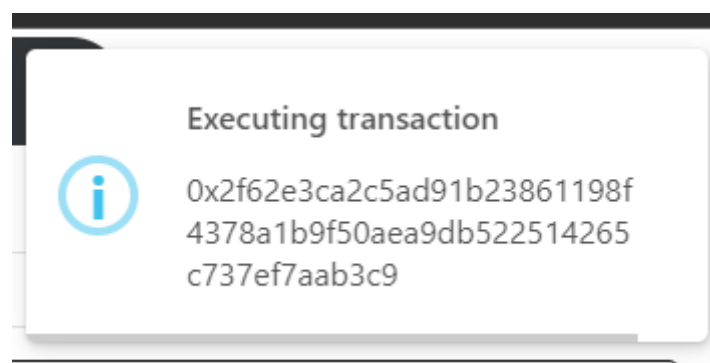 Executing transaction
0x2f62e3ca2c5ad91b23861198f
4378a1b9f50aea9db522514265
c737ef7aab3c9